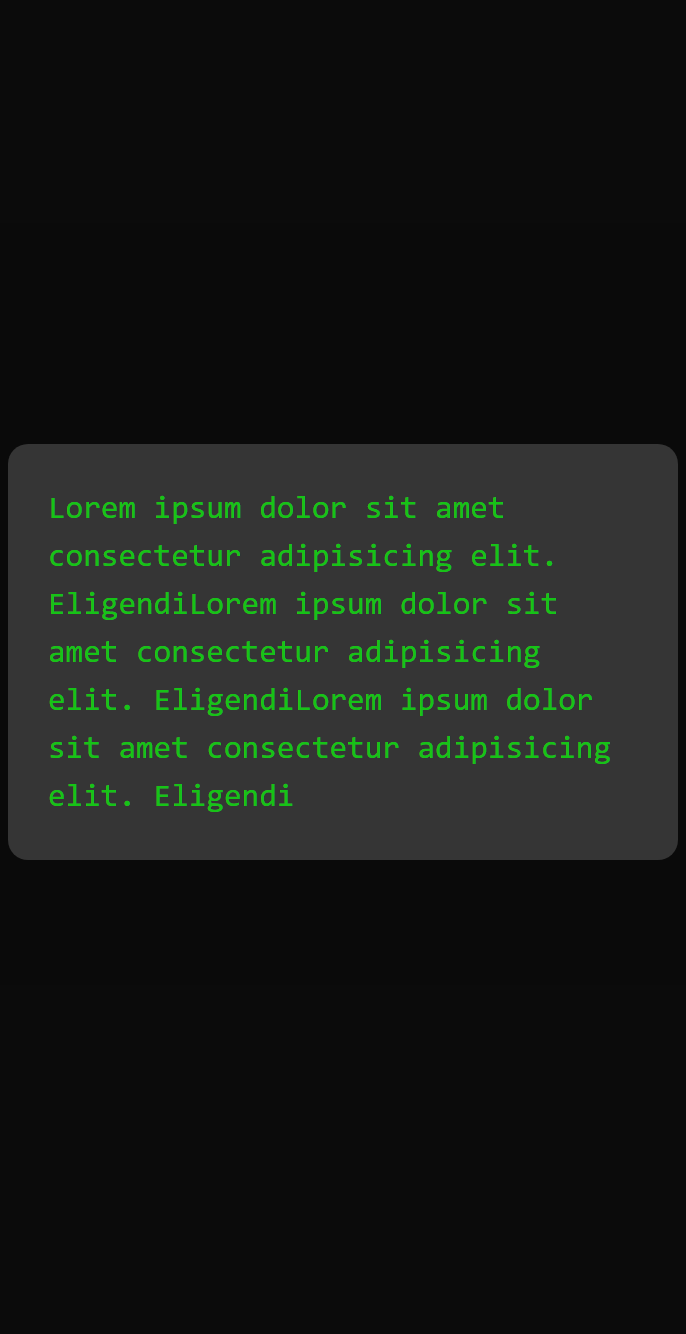 Lorem ipsum dolor sit amet
consectetur adipisicing elit.
EligendiLorem ipsum dolor sit
amet consectetur adipisicing
elit. EligendiLorem ipsum dolor
sit amet consectetur adipisicing
elit. Eligendi